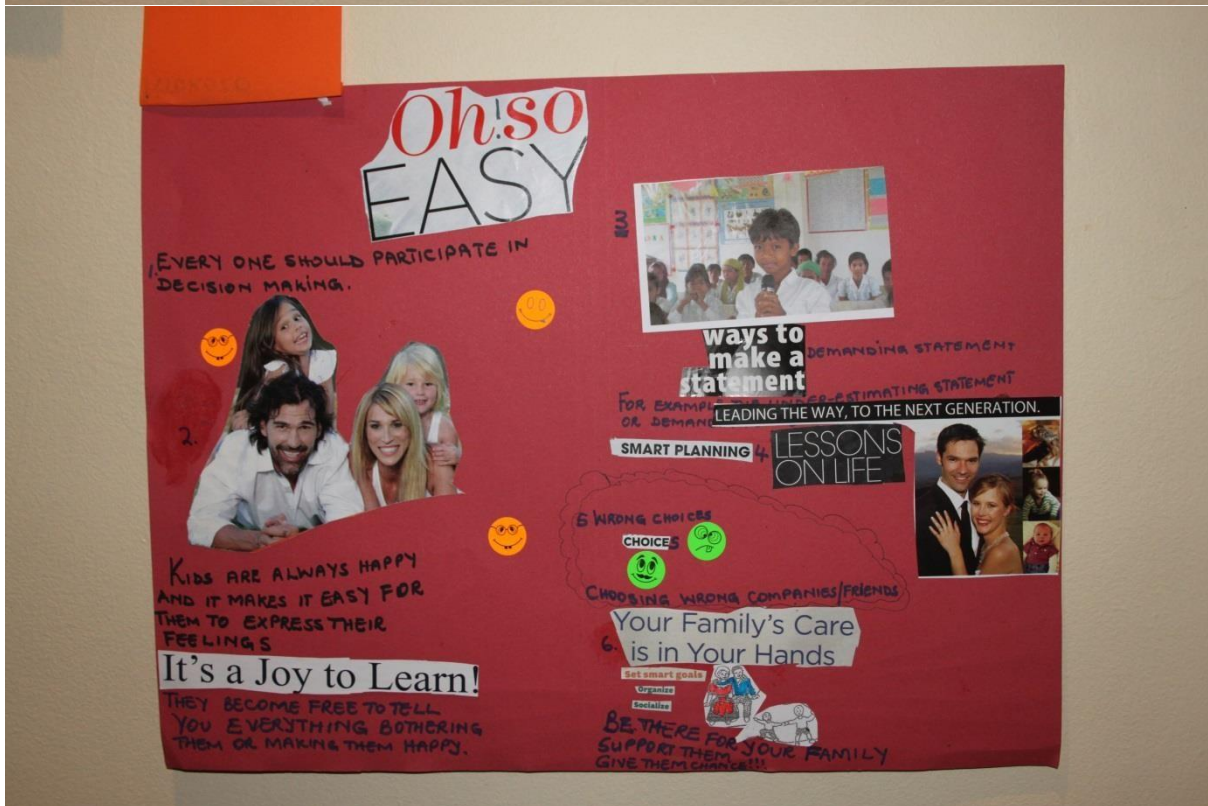 Oh!so
EASY
1. EVERY ONE SHOULD PARTICIPATE IN
DECISION MAKING.
2.
KIDS ARE ALWAYS HAPPY
AND IT MAKES IT EASY FOR
THEM TO EXPRESS THEIR
FEELINGS
It's a Joy to Learn!
THEY BECOME FREE TO TELL
YOU EVERYTHING BOTHERING
THEM OR MAKING THEM HAPPY.
3
ways to
make a
statement
DEMANDING STATEMENT
FOR EXAMPLE UNDER-ESTIMATING STATEMENT
OR DEMAND
LEADING THE WAY, TO THE NEXT GENERATION.
SMART PLANNING 4.
LESSONS
ON LIFE
5 WRONG CHOICES
CHOICES
CHOOSING WRONG COMPANIES/FRIENDS
6.
Your Family's Care
is in Your Hands
Set smart goals
Organize
Socialize
BE THERE FOR YOUR FAMILY
SUPPORT THEM
GIVE THEM CHANCE!!!